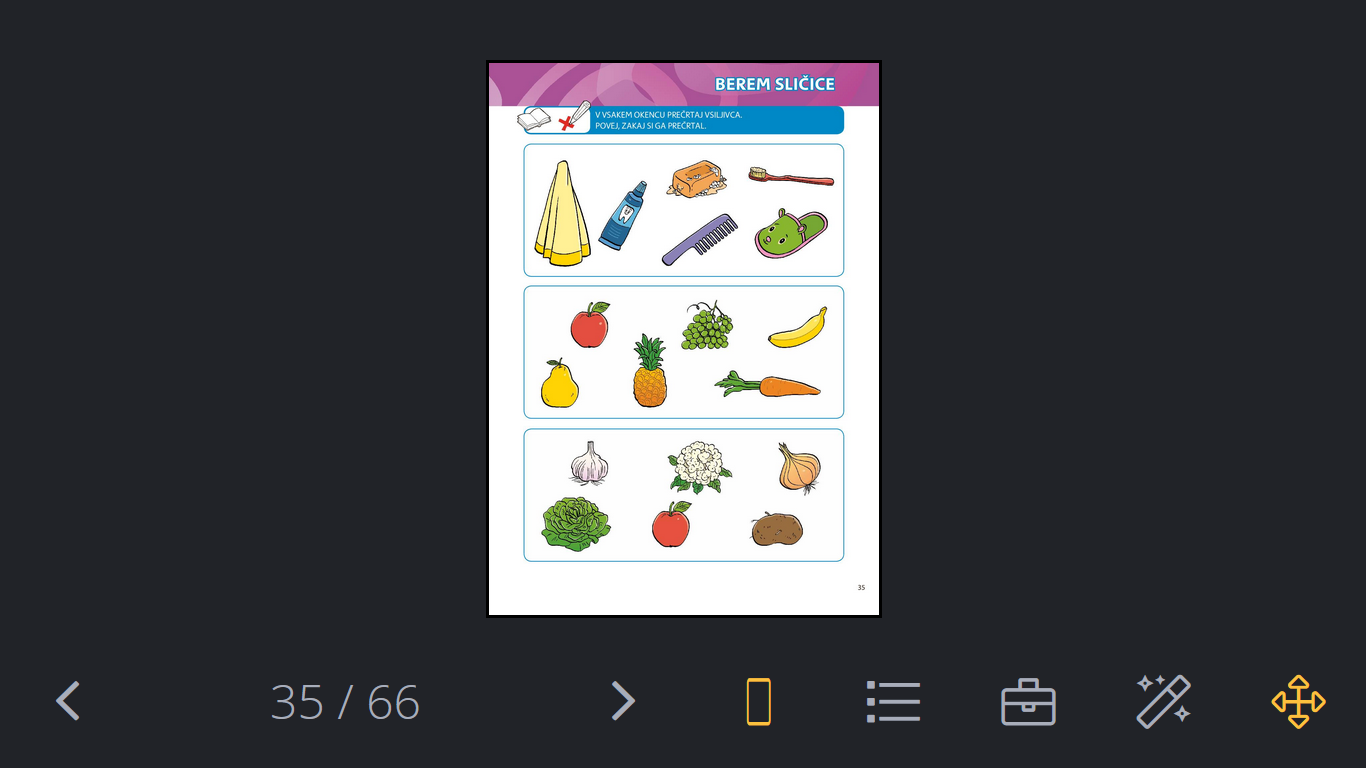 BEREM SLIČICE
V VSAKEM OKENCU PREČRTAJ VSILJIVCA.
POVEJ, ZAKAJ SI GA PREČRTAL.
35
35 / 66